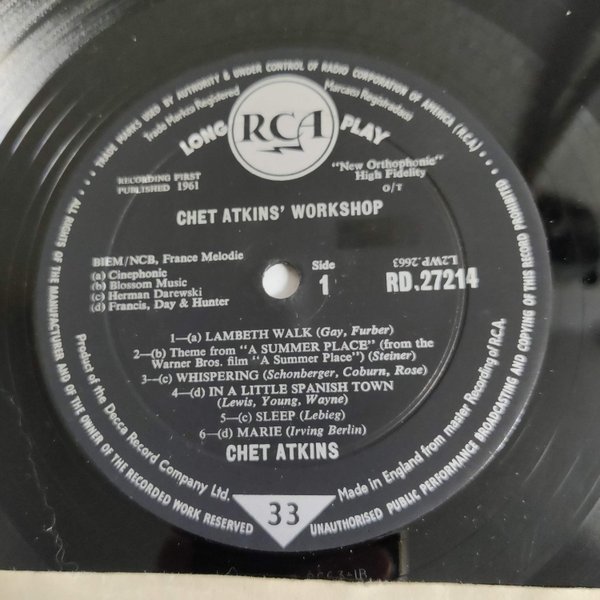 TRADE MARKS USED BY AUTHORITY & UNDER CONTROL OF RADIO CORPORATION OF AMERICA (R.C.A.)
Trade Marks Registered
Marcas Registradas
LONG PLAY
RCA
RECORDING FIRST
PUBLISHED 1961
"New Orthophonic"
High Fidelity
O/T
CHET ATKINS' WORKSHOP
BIEM/NCB, France Melodie
(a) Cinephonic
(b) Blossom Music
(c) Herman Darewski
(d) Francis, Day & Hunter
Side
1
L2WP.2663
RD.27214
1—(a) LAMBETH WALK (Gay, Furber)
2—(b) Theme from "A SUMMER PLACE" (from the
Warner Bros. film "A Summer Place") (Steiner)
3—(c) WHISPERING (Schonberger, Coburn, Rose)
4—(d) IN A LITTLE SPANISH TOWN
(Lewis, Young, Wayne)
5—(c) SLEEP (Lebieg)
6—(d) MARIE (Irving Berlin)
CHET ATKINS
Product of the Decca Record Company Ltd.
Made in England from master Recording of R.C.A.
33
ALL RIGHTS OF THE MANUFACTURER AND OF THE OWNER OF THE RECORDED WORK RESERVED
UNAUTHORISED PUBLIC PERFORMANCE BROADCASTING AND COPYING OF THIS RECORD PROHIBITED